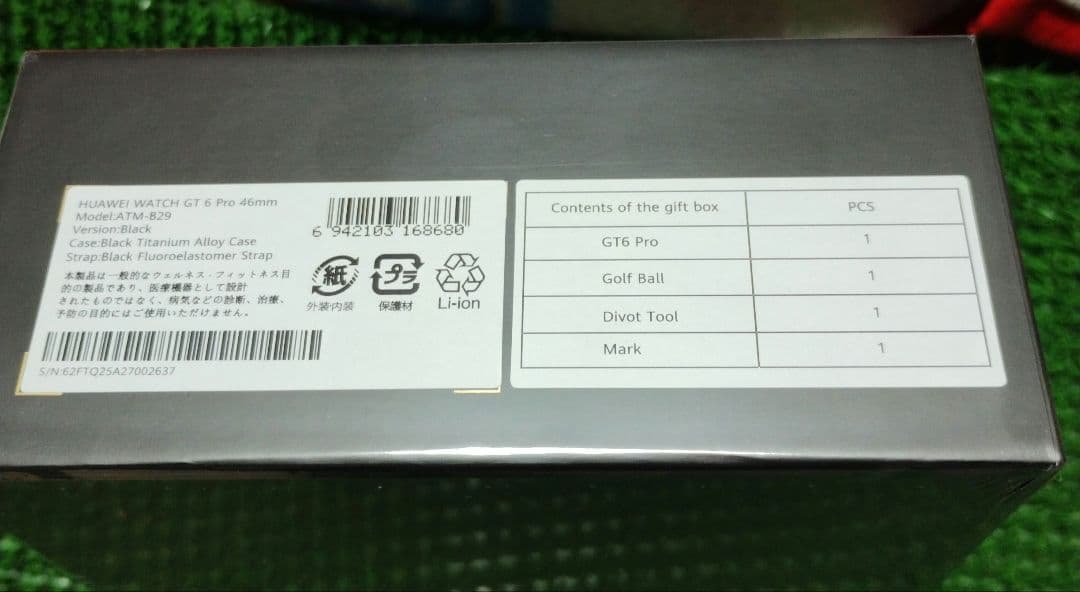 HUAWEI WATCH GT 6 Pro 46mm
Model:ATM-B29
Version:Black
Case:Black Titanium Alloy Case
Strap:Black Fluoroelastomer Strap
本製品は一般的なウェルネス・フィットネス目
的の製品であり、医療機器として設計
されたものではなく、病気などの診断、治療、
予防の目的にはご使用いただけません。
S/N:62FTQ25A27002637
6 942103 168680
紙
外装・内装
プラ
保護材
Li-ion
Contents of the gift box PCS
GT6 Pro 1
Golf Ball 1
Divot Tool 1
Mark 1